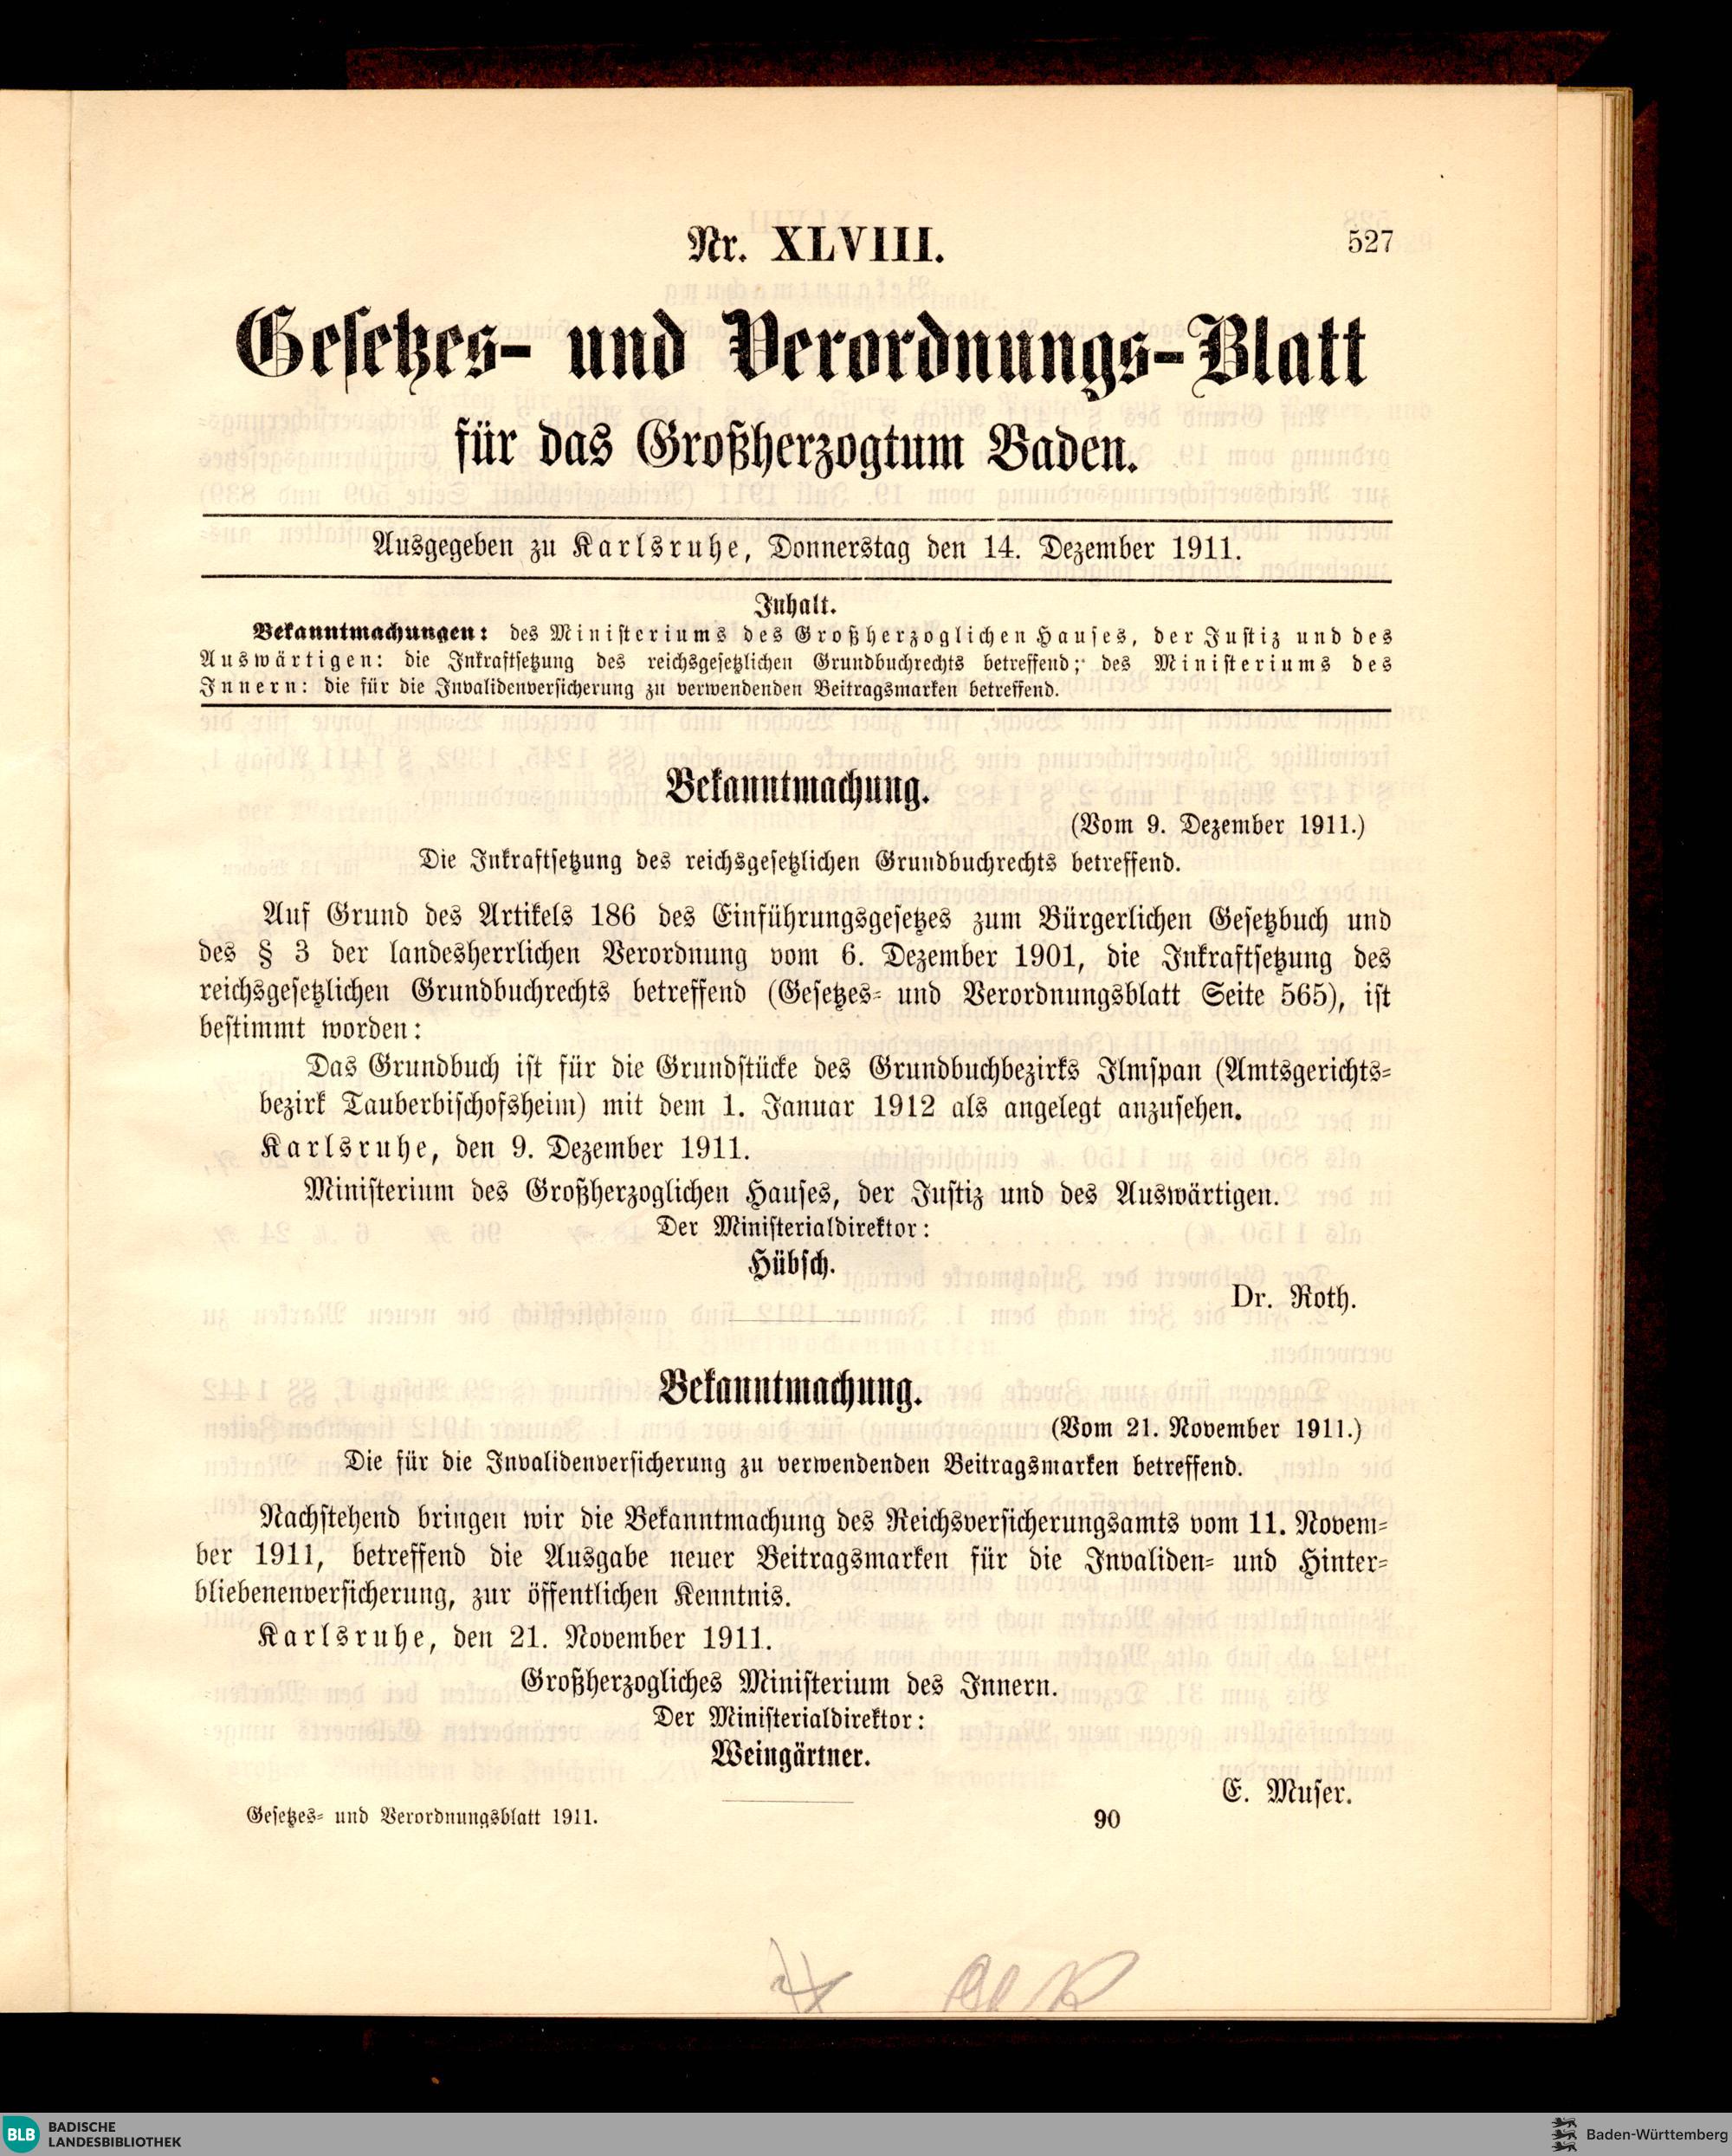 Nr. XLVIII.
527
Gesetzes- und Verordnungs-Blatt
für das Großherzogtum Baden.
Ausgegeben zu Karlsruhe, Donnerstag den 14. Dezember 1911.
Inhalt.
Bekanntmachungen: des Ministeriums des Großherzoglichen Hauses, der Justiz und des
Auswärtigen: die Inkraftsetzung des reichsgesetzlichen Grundbuchrechts betreffend; des Ministeriums des
Innern: die für die Invalidenversicherung zu verwendenden Beitragsmarken betreffend.
Bekanntmachung.
(Vom 9. Dezember 1911.)
Die Inkraftsetzung des reichsgesetzlichen Grundbuchrechts betreffend.
Auf Grund des Artikels 186 des Einführungsgesetzes zum Bürgerlichen Gesetzbuch und
des § 3 der landesherrlichen Verordnung vom 6. Dezember 1901, die Inkraftsetzung des
reichsgesetzlichen Grundbuchrechts betreffend (Gesetzes- und Verordnungsblatt Seite 565), ist
bestimmt worden:
Das Grundbuch ist für die Grundstücke des Grundbuchbezirks Ilmspan (Amtsgerichts-
bezirk Tauberbischofsheim) mit dem 1. Januar 1912 als angelegt anzusehen.
Karlsruhe, den 9. Dezember 1911.
Ministerium des Großherzoglichen Hauses, der Justiz und des Auswärtigen.
Der Ministerialdirektor:
Hübsch.
Dr. Roth.
Bekanntmachung.
(Vom 21. November 1911.)
Die für die Invalidenversicherung zu verwendenden Beitragsmarken betreffend.
Nachstehend bringen wir die Bekanntmachung des Reichsversicherungsamts vom 11. Novem-
ber 1911, betreffend die Ausgabe neuer Beitragsmarken für die Invaliden- und Hinter-
bliebenenversicherung, zur öffentlichen Kenntnis.
Karlsruhe, den 21. November 1911.
Großherzogliches Ministerium des Innern.
Der Ministerialdirektor:
Weingärtner.
E. Muser.
Gesetzes- und Verordnungsblatt 1911.
90
BLB BADISCHE
LANDESBIBLIOTHEK
Baden-Württemberg